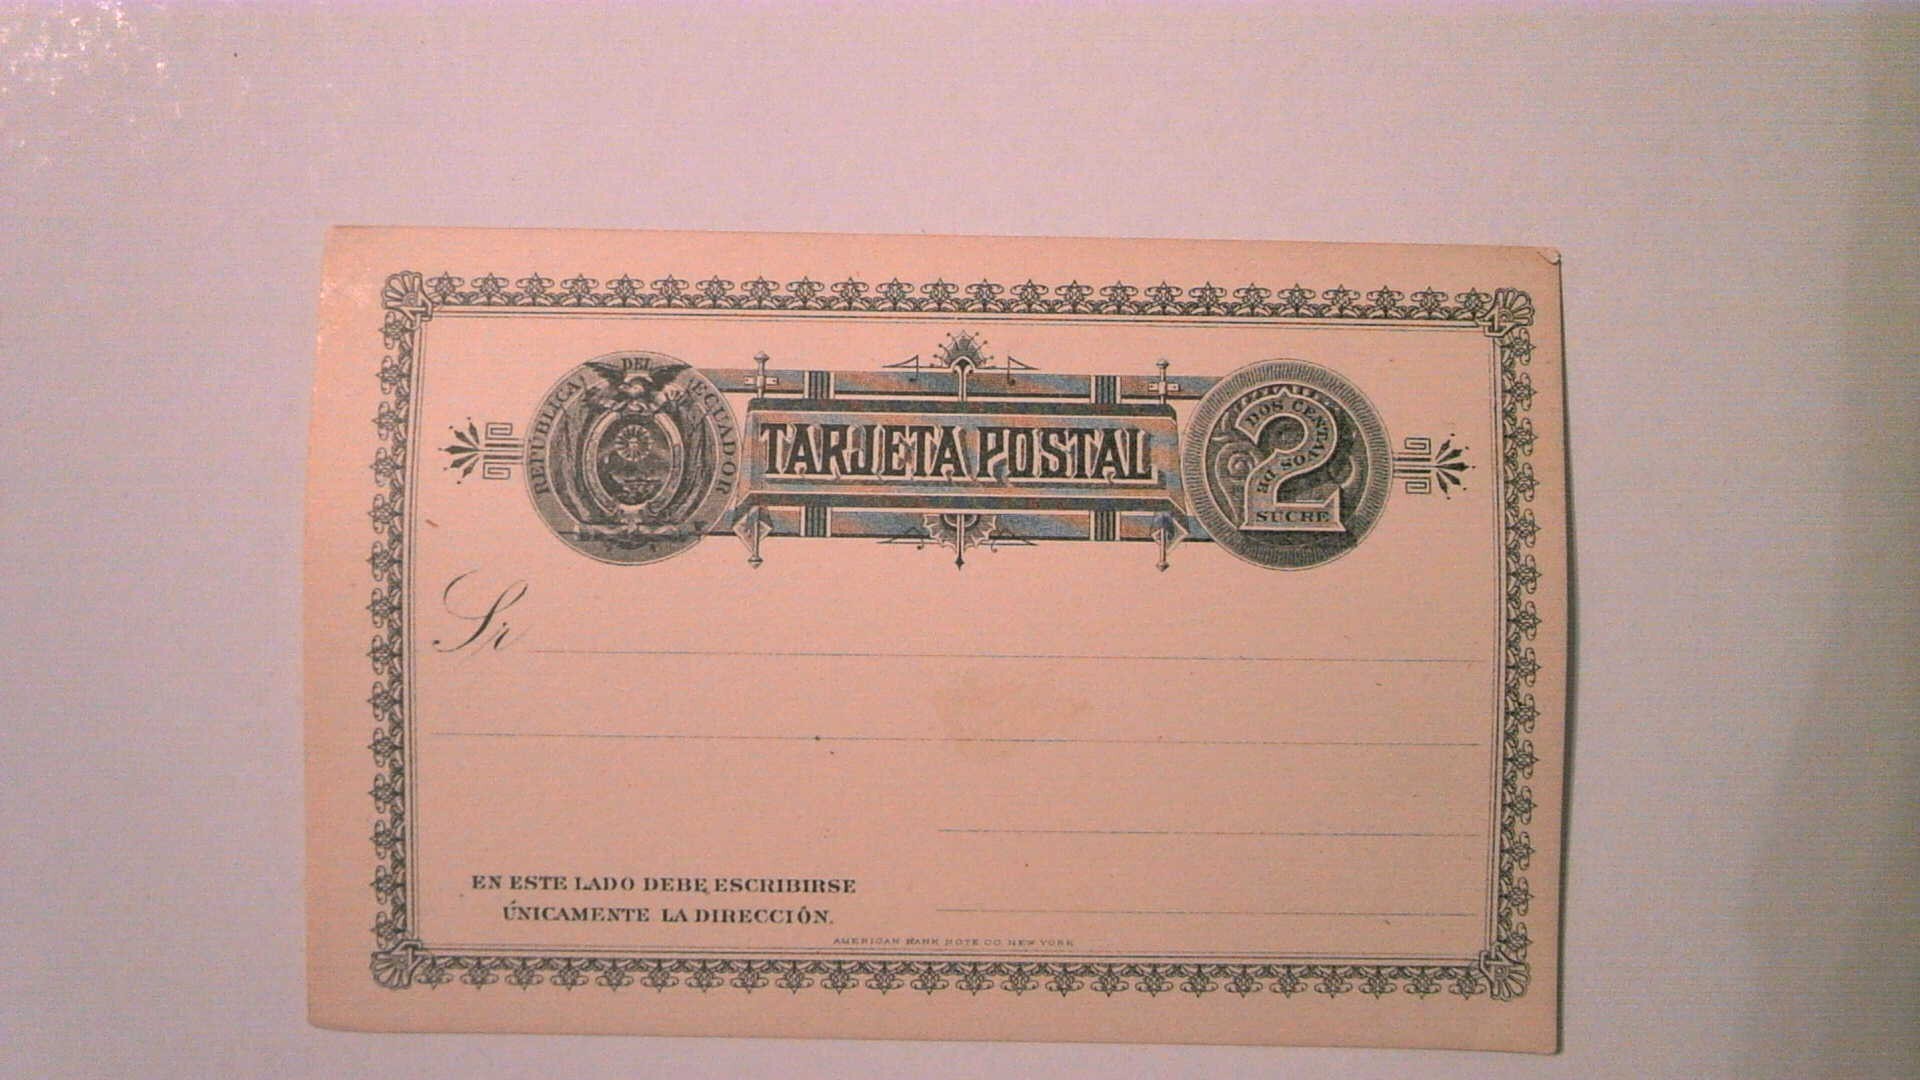 REPÚBLICA DEL ECUADOR
TARJETA POSTAL
DOS CENTAVOS DE
SUCRE
2
Sr
EN ESTE LADO DEBE ESCRIBIRSE
ÚNICAMENTE LA DIRECCIÓN.
AMERICAN BANK NOTE CO. NEW YORK